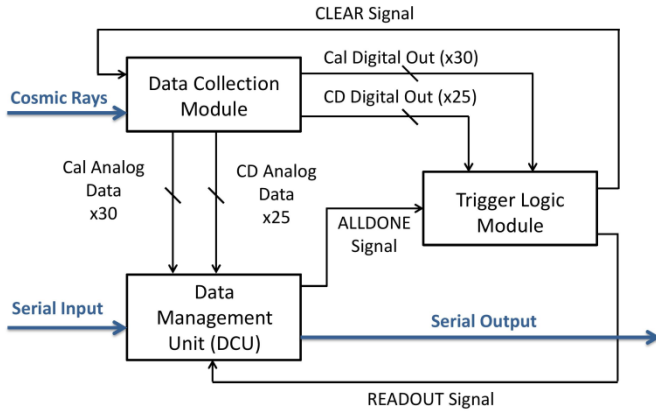 CLEAR Signal
Cal Digital Out (x30)
Data Collection
Module
Cosmic Rays
CD Digital Out (x25)
Cal Analog
Data
x30
CD Analog
Data
x25
Trigger Logic
Module
ALLDONE
Signal
Serial Input
Data
Management
Unit (DCU)
Serial Output
READOUT Signal